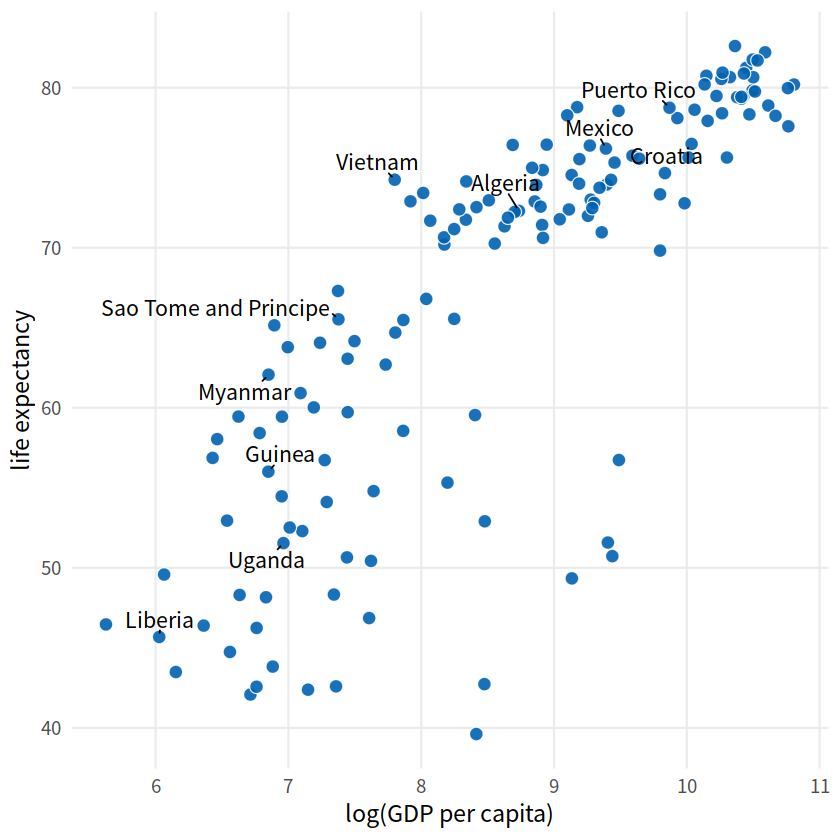 80
70
60
50
40
life expectancy
Puerto Rico
Mexico
Croatia
Vietnam
Algeria
Sao Tome and Principe
Myanmar
Guinea
Uganda
Liberia
6 7 8 9 10 11
log(GDP per capita)